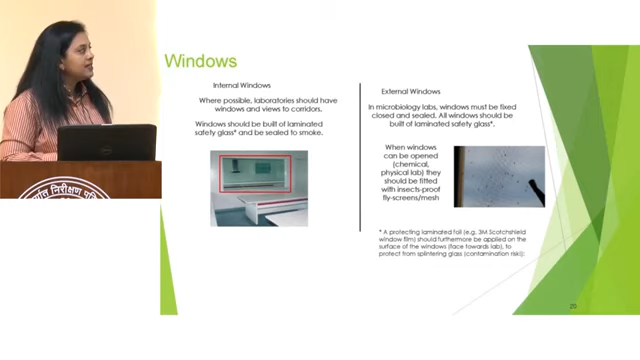 Windows
Internal Windows
Where possible, laboratories should have
windows and views to corridors.
Windows should be built of laminated
safety glass* and be sealed to smoke.
External Windows
In microbiology labs, windows must be fixed
closed and sealed. All windows should be
built of laminated safety glass*.
When windows
can be opened
(chemical,
physical lab) they
should be fitted
with insects-proof
fly-screens/mesh
* A protecting laminated foil (e.g. 3M Scotchshield
window film) should furthermore be applied on the
surface of the windows (face towards lab), to
protect from splintering glass (contamination risk);
20
DELL
निर्यात निरीक्षण परि